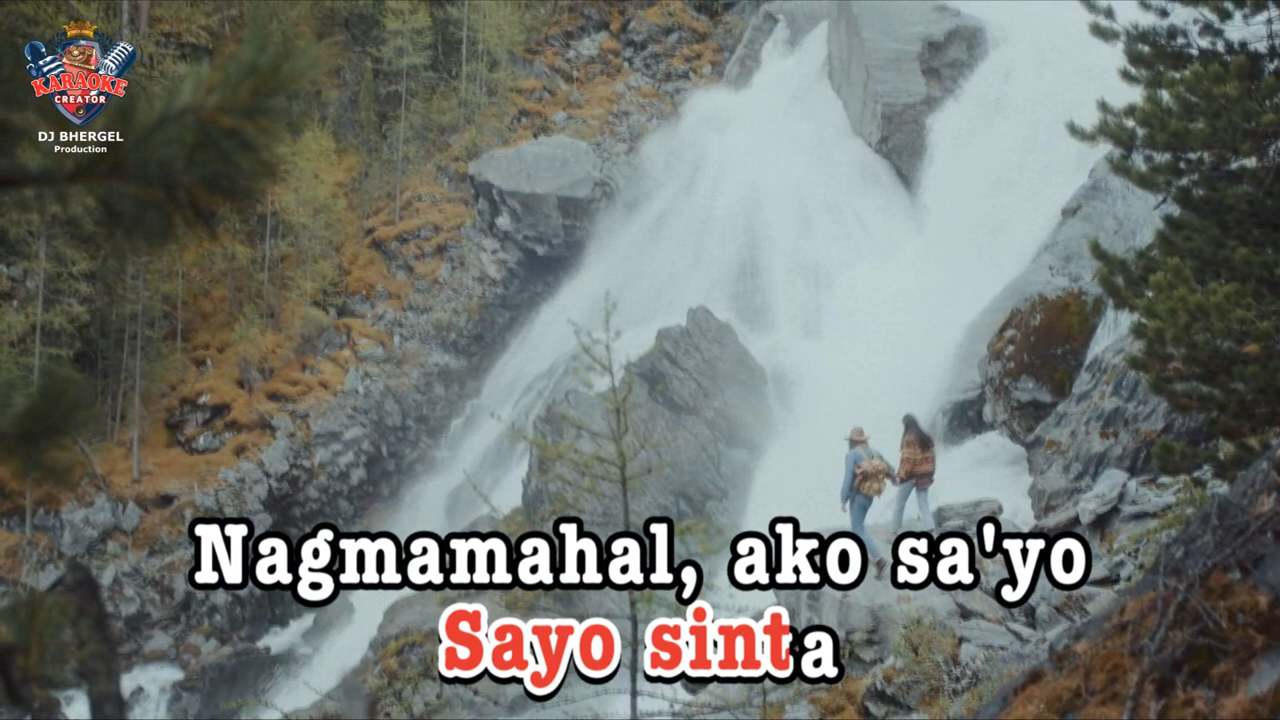 KARAOKE
CREATOR
DJ BHERGEL
Production
Nagmamahal, ako sa'yo
Sayo sinta